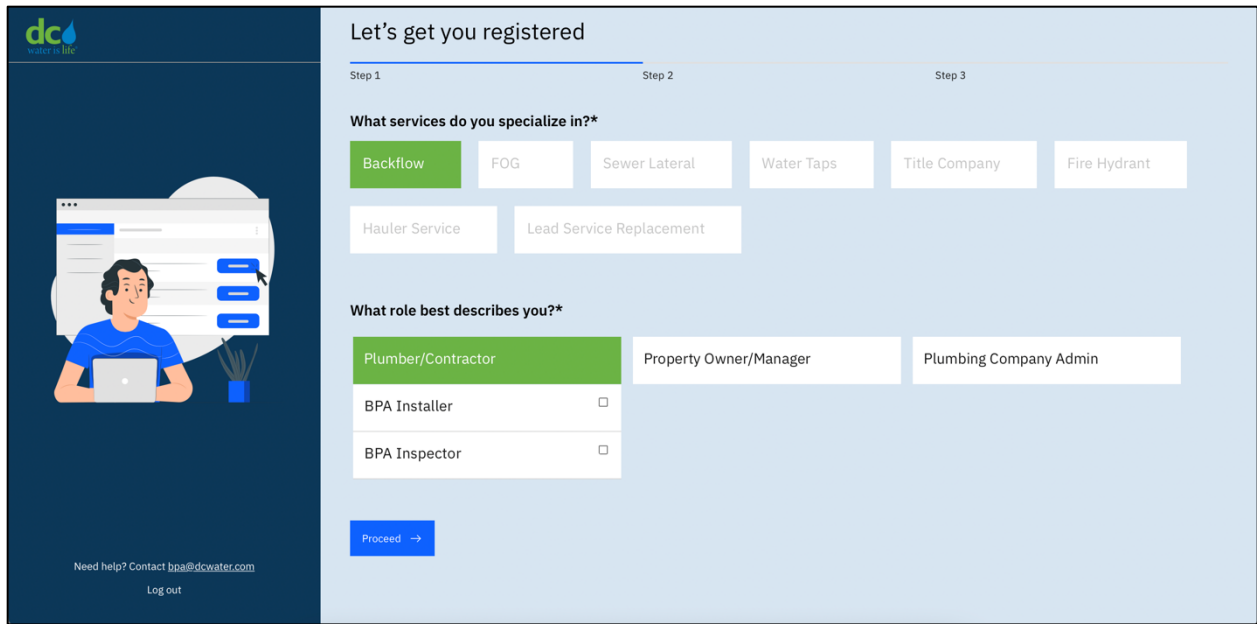 dc
water is life
Let's get you registered
Step 1 Step 2 Step 3
What services do you specialize in?*
Backflow FOG Sewer Lateral Water Taps Title Company Fire Hydrant
Hauler Service Lead Service Replacement
What role best describes you?*
Plumber/Contractor Property Owner/Manager Plumbing Company Admin
BPA Installer
BPA Inspector
Proceed →
Need help? Contact bpa@dcwater.com
Log out